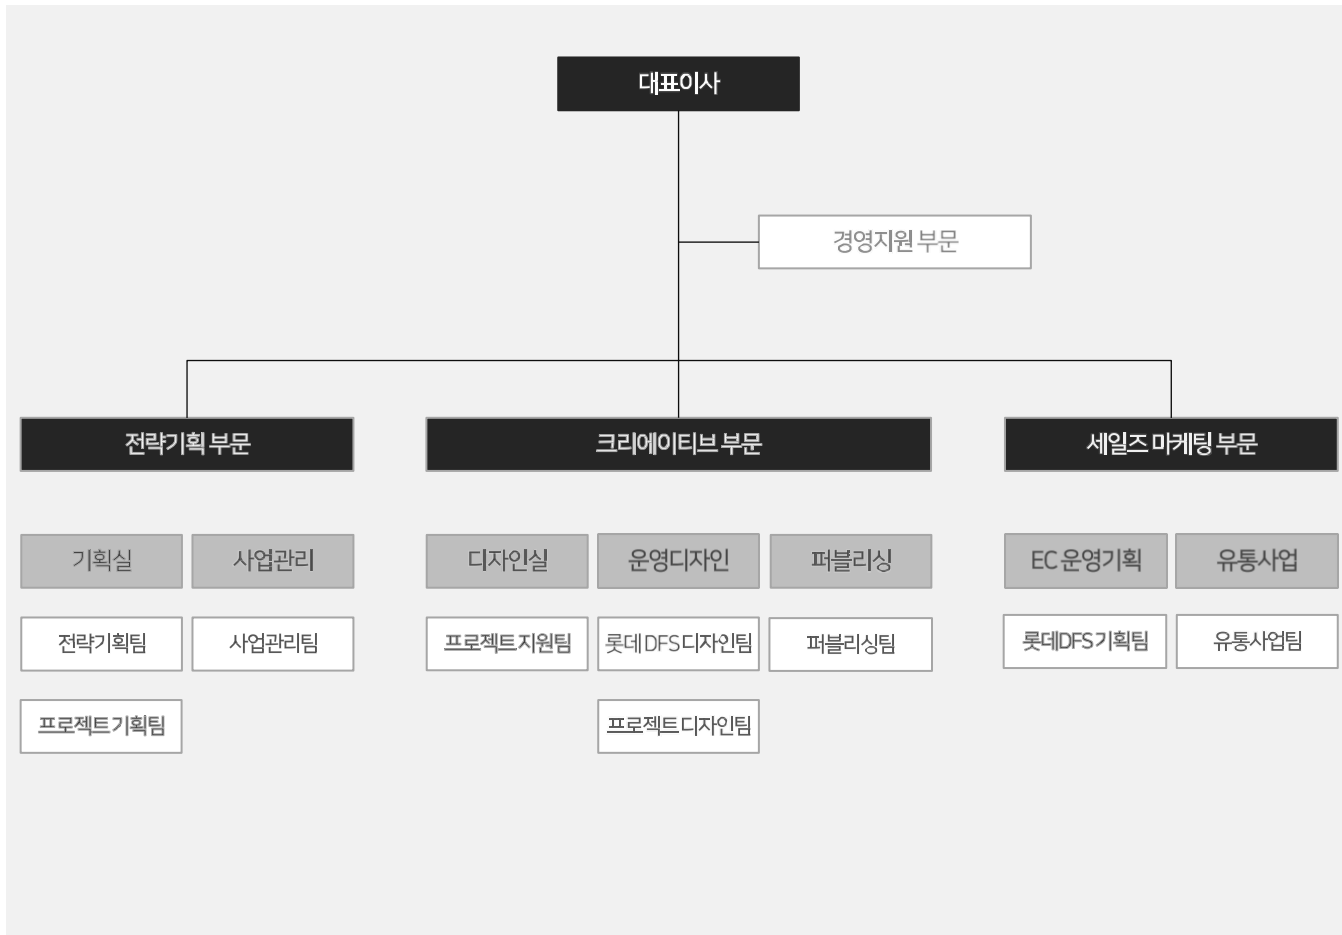 대표이사
경영지원 부문
전략기획 부문
크리에이티브 부문
세일즈 마케팅 부문
기획실
사업관리
디자인실
운영디자인
퍼블리싱
EC 운영기획
유통사업
전략기획팀
사업관리팀
프로젝트 지원팀
롯데 DFS 디자인팀
퍼블리싱팀
롯데DFS 기획팀
유통사업팀
프로젝트 기획팀
프로젝트 디자인팀